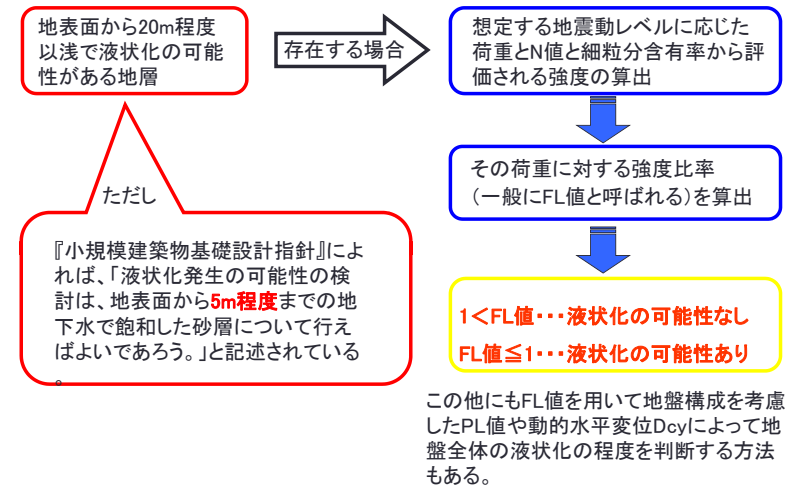 地表面から20m程度
以浅で液状化の可能
性がある地層
存在する場合
想定する地震動レベルに応じた
荷重とN値と細粒分含有率から評
価される強度の算出
その荷重に対する強度比率
（一般にFL値と呼ばれる）を算出
ただし
『小規模建築物基礎設計指針』によ
れば、「液状化発生の可能性の検
討は、地表面から5m程度までの地
下水で飽和した砂層について行え
ばよいであろう。」と記述されている
。
1＜FL値・・・液状化の可能性なし
FL値≦1・・・液状化の可能性あり
この他にもFL値を用いて地盤構成を考慮
したPL値や動的水平変位Dcyによって地
盤全体の液状化の程度を判断する方法
もある。